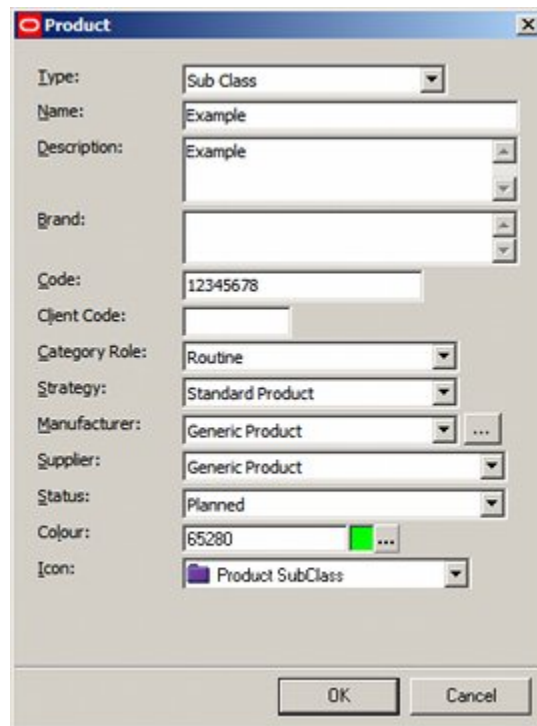 Product
Type: Sub Class
Name: Example
Description: Example
Brand:
Code: 12345678
Client Code:
Category Role: Routine
Strategy: Standard Product
Manufacturer: Generic Product ...
Supplier: Generic Product
Status: Planned
Colour: 65280 ...
Icon: Product SubClass
OK Cancel